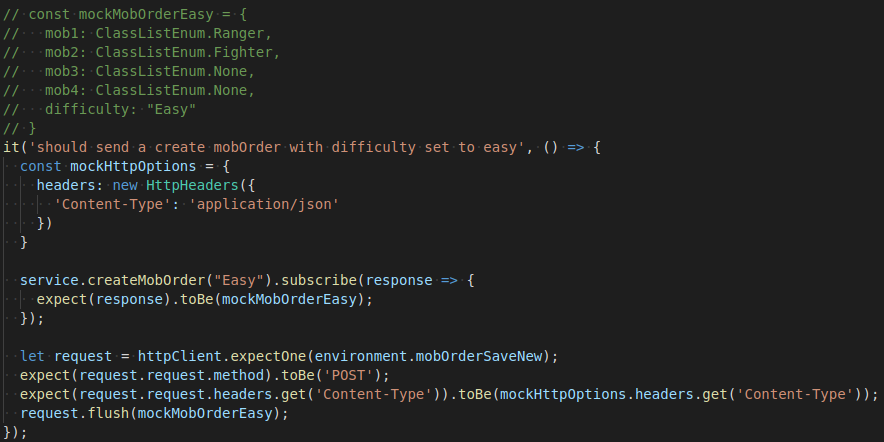 // const mockMobOrderEasy = {
//   mob1: ClassListEnum.Ranger,
//   mob2: ClassListEnum.Fighter,
//   mob3: ClassListEnum.None,
//   mob4: ClassListEnum.None,
//   difficulty: "Easy"
// }
it('should send a create mobOrder with difficulty set to easy', () => {
  const mockHttpOptions = {
    headers: new HttpHeaders({
      'Content-Type': 'application/json'
    })
  }

  service.createMobOrder("Easy").subscribe(response => {
    expect(response).toBe(mockMobOrderEasy);
  });

  let request = httpClient.expectOne(environment.mobOrderSaveNew);
  expect(request.request.method).toBe('POST');
  expect(request.request.headers.get('Content-Type')).toBe(mockHttpOptions.headers.get('Content-Type'));
  request.flush(mockMobOrderEasy);
});